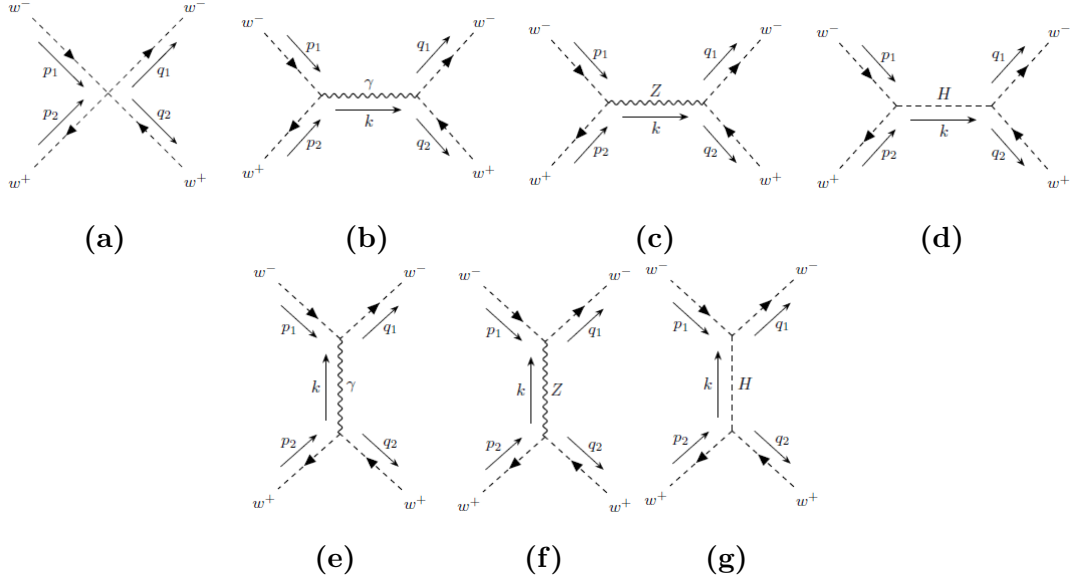 w⁻ w⁻ w⁻ w⁻ w⁻ w⁻ w⁻ w⁻
p₁ q₁ p₁ q₁ p₁ q₁ p₁ q₁
γ Z H
p₂ q₂ k k k
p₂ q₂ p₂ q₂ p₂ q₂
w⁺ w⁺ w⁺ w⁺ w⁺ w⁺ w⁺ w⁺
(a) (b) (c) (d)
w⁻ w⁻ w⁻ w⁻ w⁻ w⁻
p₁ q₁ p₁ q₁ p₁ q₁
k γ k Z k H
p₂ q₂ p₂ q₂ p₂ q₂
w⁺ w⁺ w⁺ w⁺ w⁺ w⁺
(e) (f) (g)